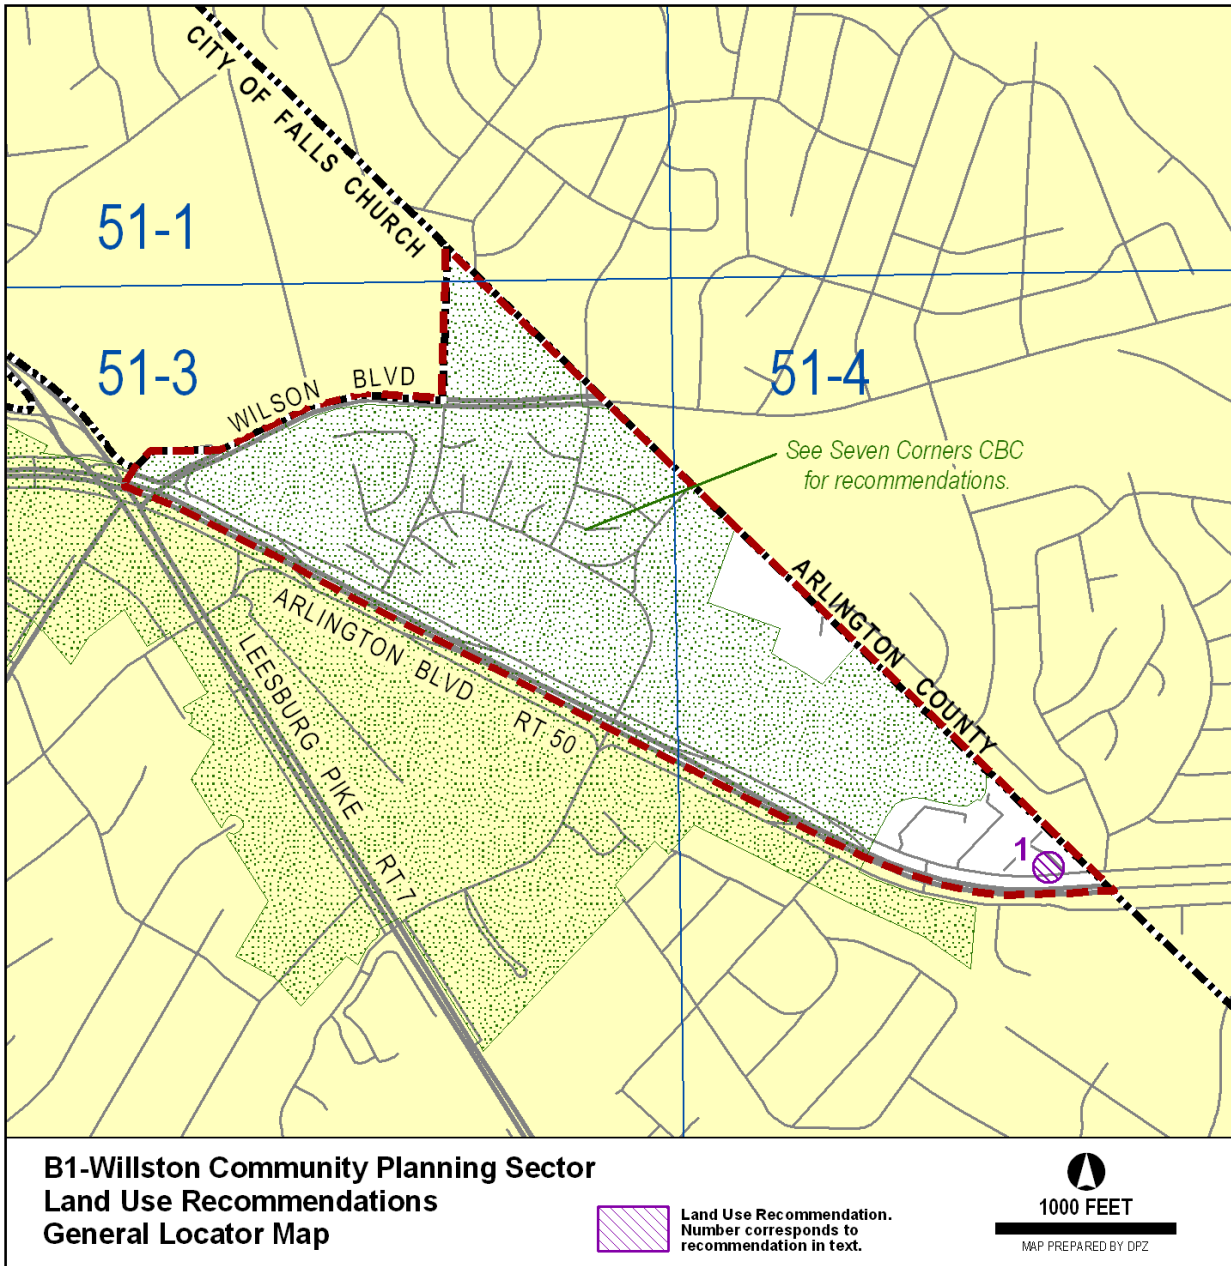 CITY OF FALLS CHURCH
51-1
51-3
WILSON BLVD
51-4
See Seven Corners CBC
for recommendations.
ARLINGTON COUNTY
ARLINGTON BLVD RT 50
LEESBURG PIKE RT 7
1
B1-Willston Community Planning Sector
Land Use Recommendations
General Locator Map
Land Use Recommendation.
Number corresponds to
recommendation in text.
1000 FEET
MAP PREPARED BY DPZ